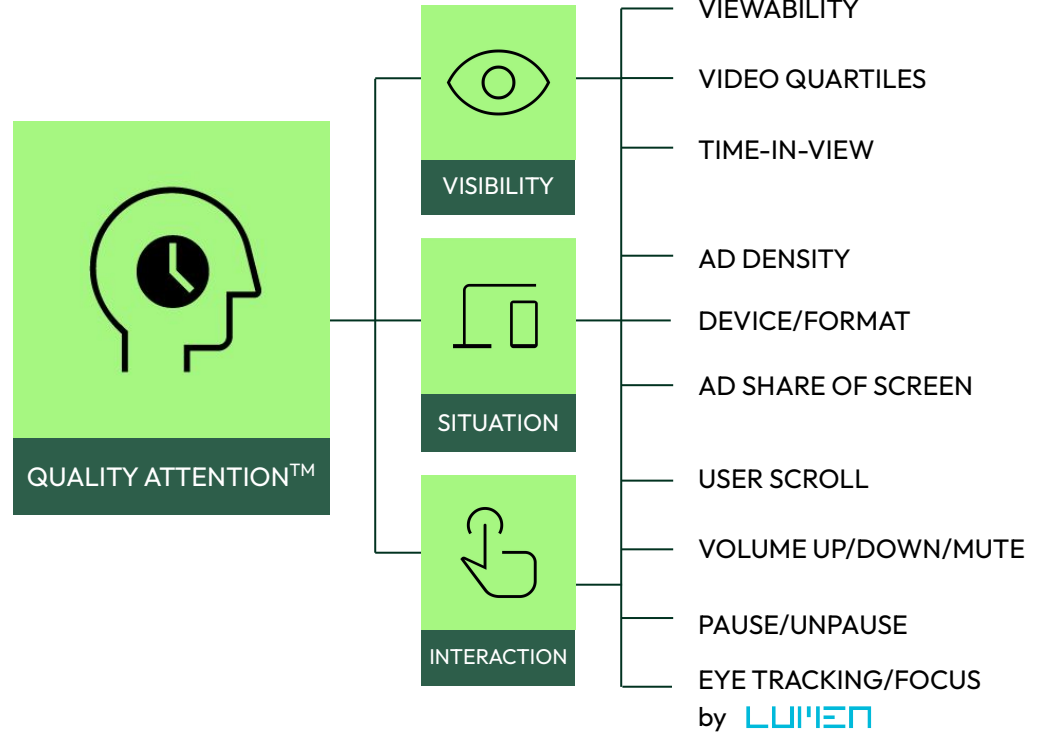 QUALITY ATTENTION™
VISIBILITY
VIEWABILITY
VIDEO QUARTILES
TIME-IN-VIEW
SITUATION
AD DENSITY
DEVICE/FORMAT
AD SHARE OF SCREEN
INTERACTION
USER SCROLL
VOLUME UP/DOWN/MUTE
PAUSE/UNPAUSE
EYE TRACKING/FOCUS
by LUMEN